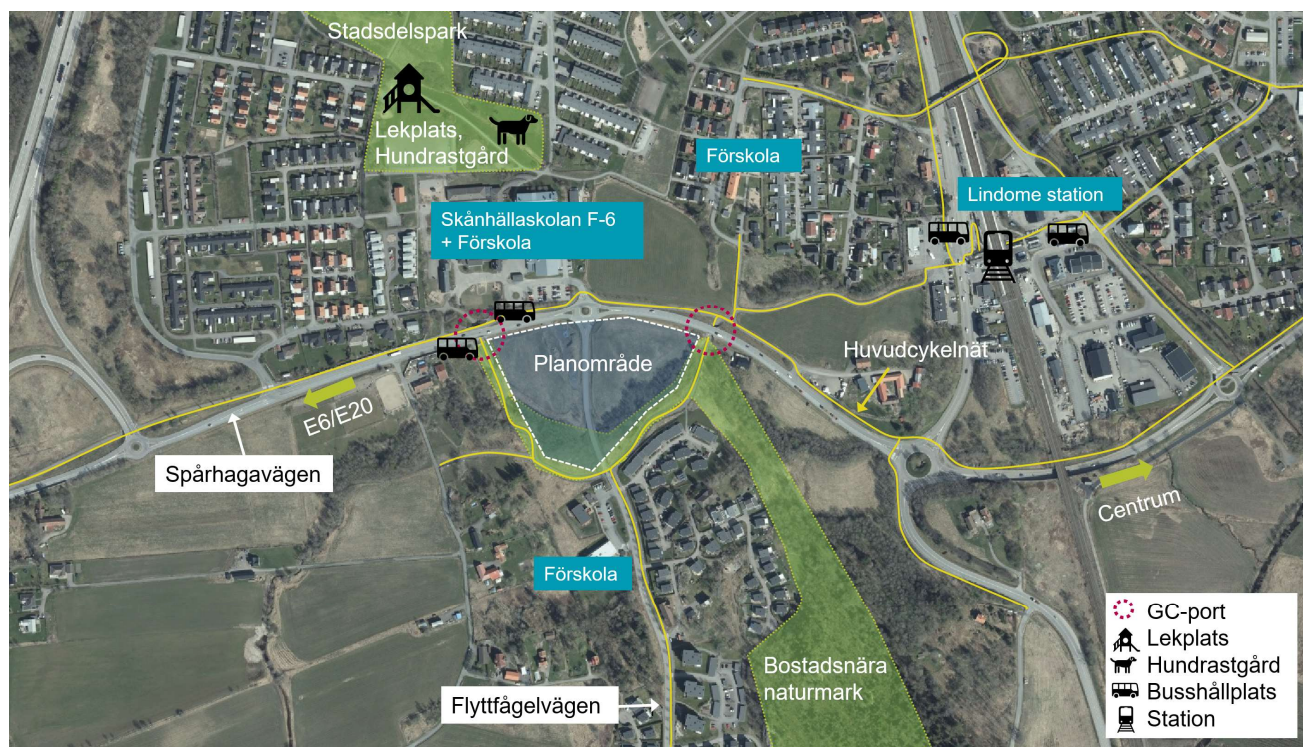 Stadsdelspark
Lekplats,
Hundrastgård
Förskola
Lindome station
Skånhällaskolan F-6
+ Förskola
Planområde
Huvudcykelnät
E6/E20
Spårhagavägen
Centrum
Förskola
Bostadsnära
naturmark
Flyttfågelvägen
GC-port
Lekplats
Hundrastgård
Busshållplats
Station